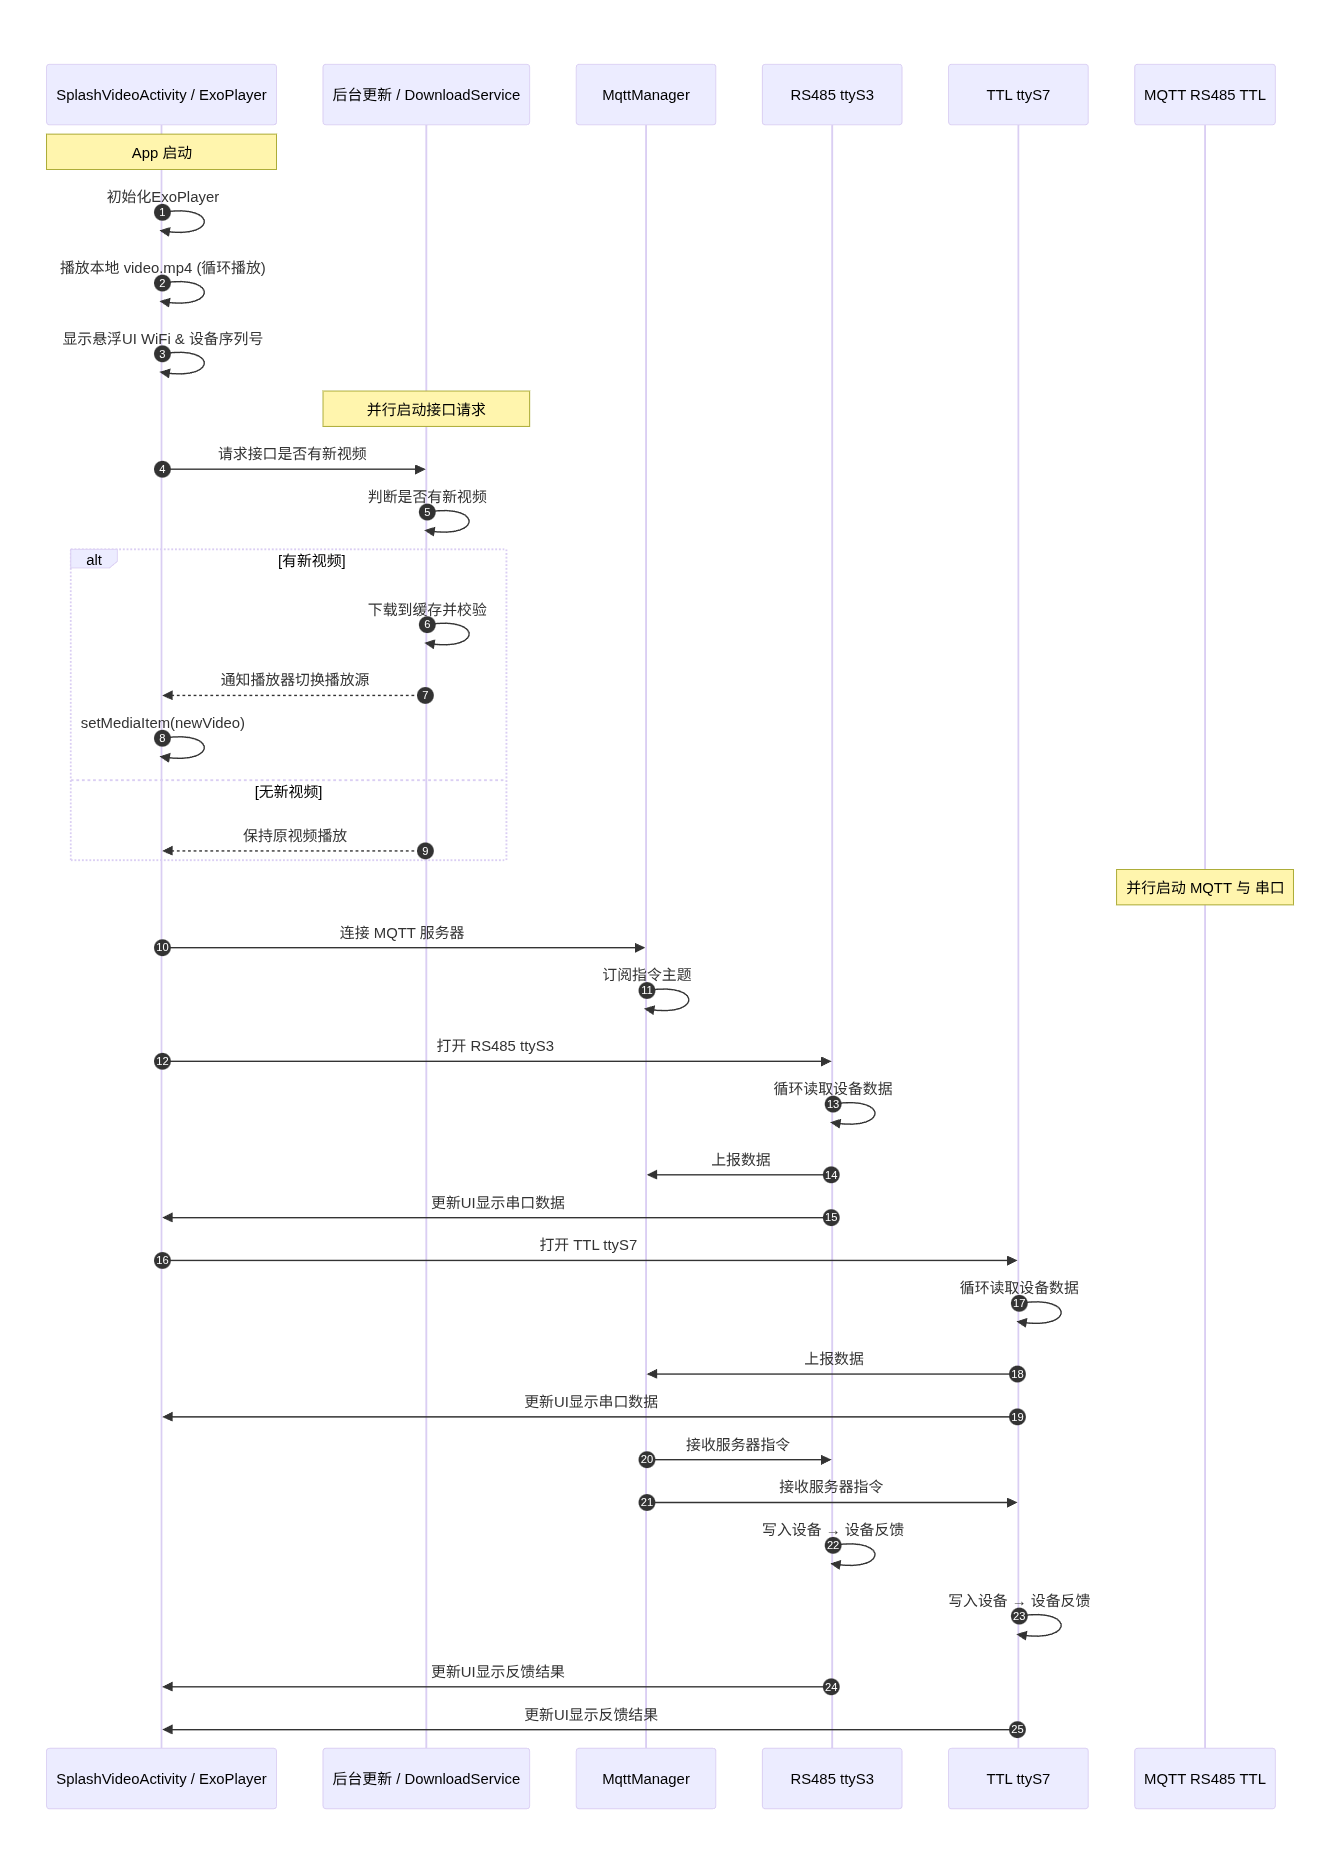 SplashVideoActivity / ExoPlayer
后台更新 / DownloadService
MqttManager
RS485 ttyS3
TTL ttyS7
MQTT RS485 TTL
App 启动
初始化ExoPlayer
1
播放本地 video.mp4 (循环播放)
2
显示悬浮UI WiFi & 设备序列号
3
并行启动接口请求
请求接口是否有新视频
4
判断是否有新视频
5
alt
[有新视频]
下载到缓存并校验
6
通知播放器切换播放源
7
setMediaItem(newVideo)
8
[无新视频]
保持原视频播放
9
并行启动 MQTT 与 串口
连接 MQTT 服务器
10
订阅指令主题
11
打开 RS485 ttyS3
12
循环读取设备数据
13
上报数据
14
更新UI显示串口数据
15
打开 TTL ttyS7
16
循环读取设备数据
17
上报数据
18
更新UI显示串口数据
19
接收服务器指令
20
接收服务器指令
21
写入设备 → 设备反馈
22
写入设备 → 设备反馈
23
更新UI显示反馈结果
24
更新UI显示反馈结果
25
SplashVideoActivity / ExoPlayer
后台更新 / DownloadService
MqttManager
RS485 ttyS3
TTL ttyS7
MQTT RS485 TTL